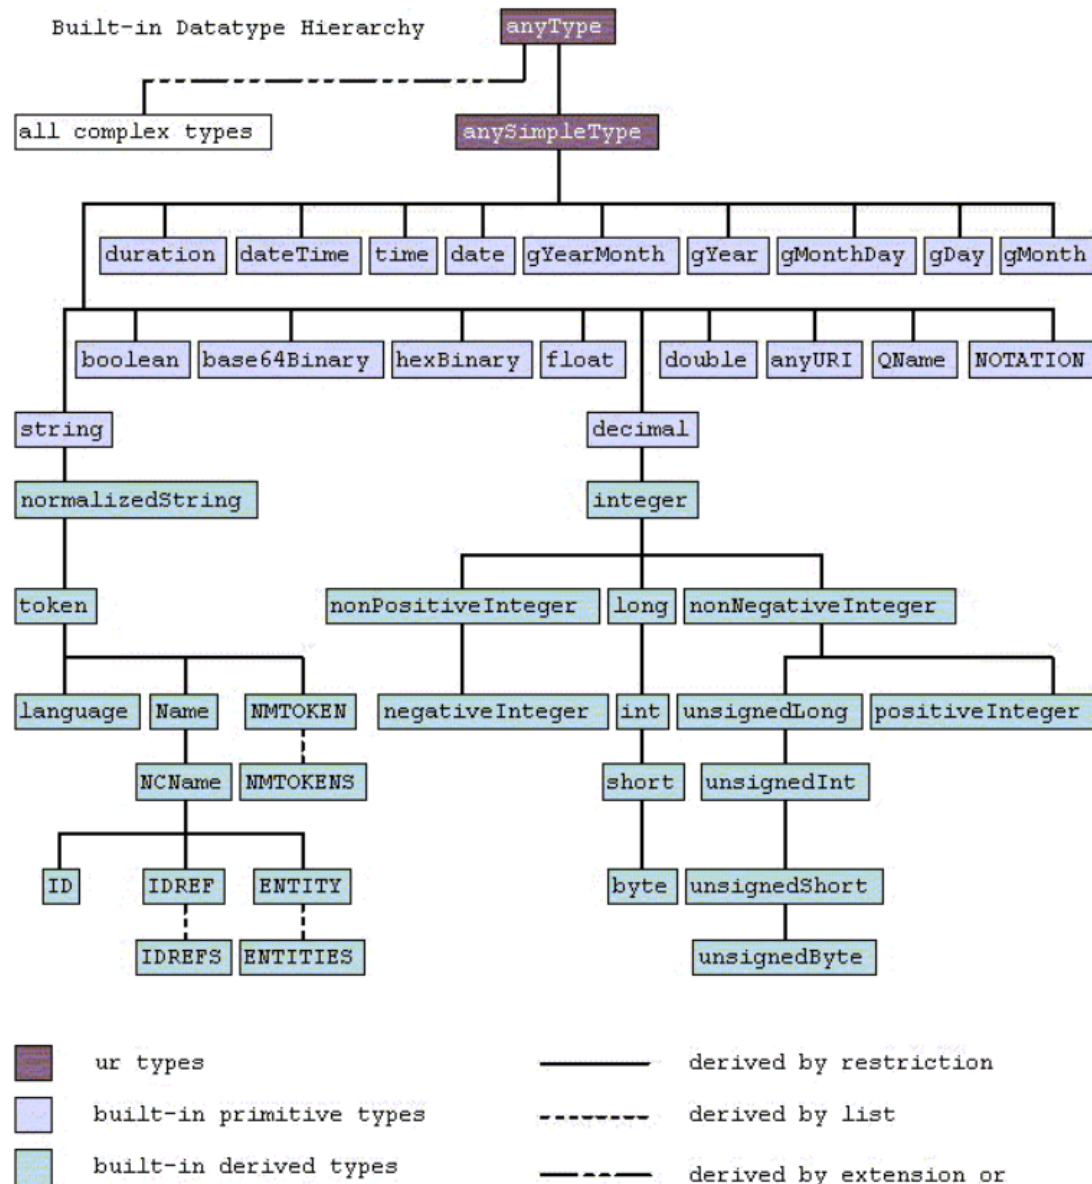 Built-in Datatype Hierarchy
anyType
all complex types
anySimpleType
duration dateTime time date gYearMonth gYear gMonthDay gDay gMonth
boolean base64Binary hexBinary float double anyURI QName NOTATION
string decimal
normalizedString integer
token nonPositiveInteger long nonNegativeInteger
language Name NMTOKEN negativeInteger int unsignedLong positiveInteger
NCName NMTOKENS short unsignedInt
ID IDREF ENTITY byte unsignedShort
IDREFS ENTITIES unsignedByte
ur types derived by restriction
built-in primitive types derived by list
built-in derived types derived by extension or